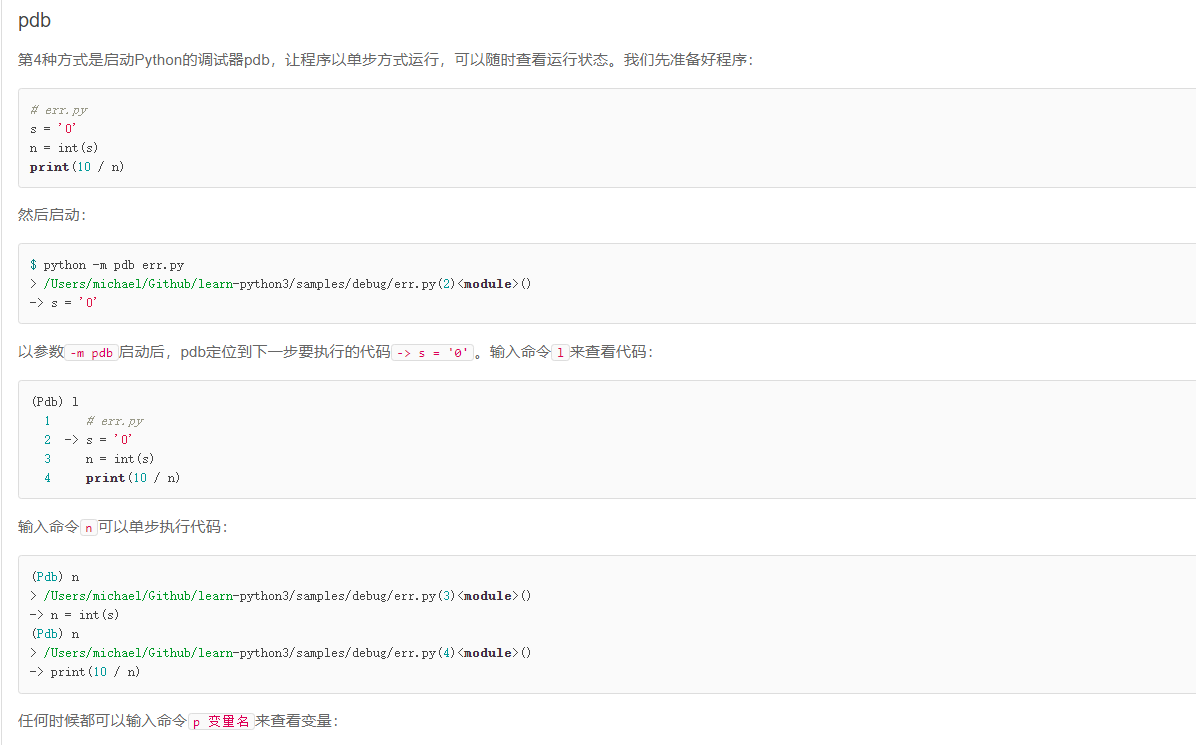 pdb
第4种方式是启动Python的调试器pdb，让程序以单步方式运行，可以随时查看运行状态。我们先准备好程序：
# err.py
s = '0'
n = int(s)
print(10 / n)
然后启动：
$ python -m pdb err.py
> /Users/michael/Github/learn-python3/samples/debug/err.py(2)<module>()
-> s = '0'
以参数-m pdb启动后，pdb定位到下一步要执行的代码-> s = '0'。输入命令l来查看代码：
(Pdb) l
1     # err.py
2  -> s = '0'
3     n = int(s)
4     print(10 / n)
输入命令n可以单步执行代码：
(Pdb) n
> /Users/michael/Github/learn-python3/samples/debug/err.py(3)<module>()
-> n = int(s)
(Pdb) n
> /Users/michael/Github/learn-python3/samples/debug/err.py(4)<module>()
-> print(10 / n)
任何时候都可以输入命令p 变量名来查看变量：